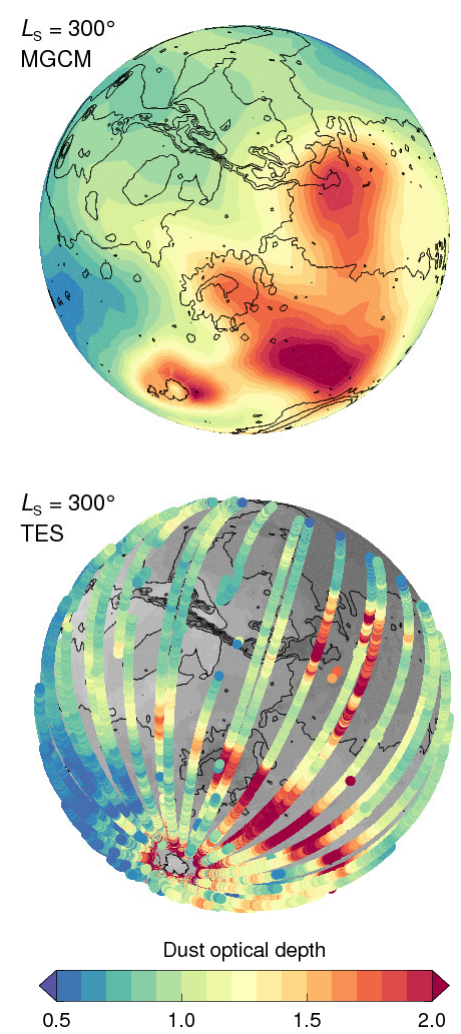 Lₛ = 300°
MGCM
Lₛ = 300°
TES
Dust optical depth
0.5 1.0 1.5 2.0